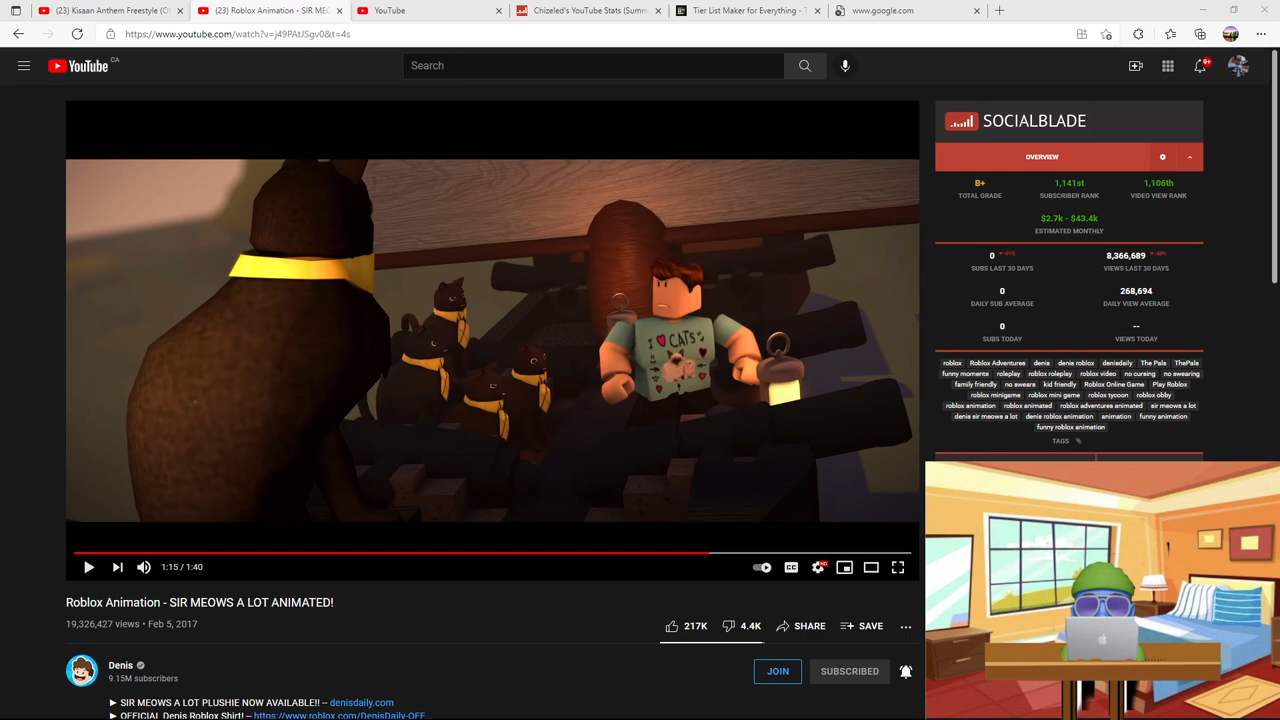 (23) Kisaan Anthem Freestyle (Of
(23) Roblox Animation - SIR MEC
YouTube
Chizeled's YouTube Stats (Summ
Tier List Maker for Everything - T
www.google.com
https://www.youtube.com/watch?v=j49PAtJSgv0&t=4s
YouTube CA
Search
9+
SOCIALBLADE
OVERVIEW
B+ 1,141st 1,106th
TOTAL GRADE SUBSCRIBER RANK VIDEO VIEW RANK
$2.7k - $43.4k
ESTIMATED MONTHLY
0 8,366,689
SUBS LAST 30 DAYS VIEWS LAST 30 DAYS
0 268,694
DAILY SUB AVERAGE DAILY VIEW AVERAGE
0 --
SUBS TODAY VIEWS TODAY
roblox Roblox Adventures denis denis roblox denisdaily The Pals ThePals
funny moments roleplay roblox roleplay roblox video no cursing no swearing
family friendly no swears kid friendly Roblox Online Game Play Roblox
roblox minigame roblox mini game roblox tycoon roblox obby
roblox animation roblox animated roblox adventures animated sir meows a lot
denis sir meows a lot denis roblox animation animation funny animation
funny roblox animation
TAGS
I CATS
1:15 / 1:40
CC
HD
Roblox Animation - SIR MEOWS A LOT ANIMATED!
19,326,427 views • Feb 5, 2017
217K 4.4K SHARE SAVE
Denis
9.15M subscribers
JOIN SUBSCRIBED
► SIR MEOWS A LOT PLUSHIE NOW AVAILABLE!! – denisdaily.com
► OFFICIAL Denis Roblox Shirt! – https://www.roblox.com/DenisDaily-OFF...